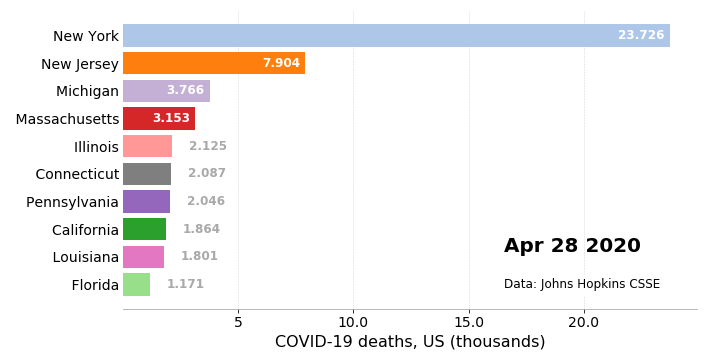 New York 23.726
New Jersey 7.904
Michigan 3.766
Massachusetts 3.153
Illinois 2.125
Connecticut 2.087
Pennsylvania 2.046
California 1.864
Louisiana 1.801
Florida 1.171
Apr 28 2020
Data: Johns Hopkins CSSE
5 10.0 15.0 20.0
COVID-19 deaths, US (thousands)